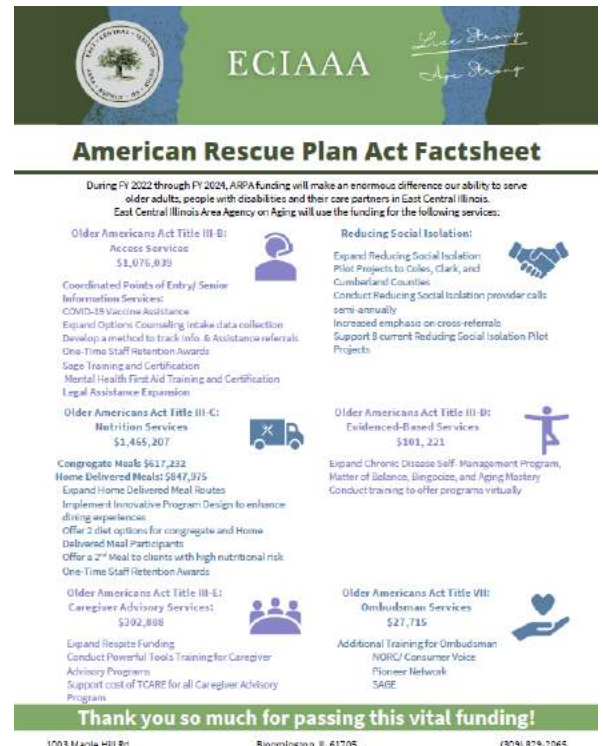 EAST · CENTRAL · ILLINOIS
AREA · AGENCY · ON · AGING
ECIAAA
Live Strong
Age Strong
American Rescue Plan Act Factsheet
During FY 2022 through FY 2024, ARPA funding will make an enormous difference our ability to serve
older adults, people with disabilities and their care partners in East Central Illinois.
East Central Illinois Area Agency on Aging will use the funding for the following services:
Older Americans Act Title III-B:
Access Services
$1,076,039
Coordinated Points of Entry/ Senior
Information Services:
COVID-19 Vaccine Assistance
Expand Options Counseling intake data collection
Develop a method to track Info. & Assistance referrals
One-Time Staff Retention Awards
Sage Training and Certification
Mental Health First Aid Training and Certification
Legal Assistance Expansion
Reducing Social Isolation:
Expand Reducing Social Isolation
Pilot Projects to Coles, Clark, and
Cumberland Counties
Conduct Reducing Social Isolation provider calls
semi-annually
Increased emphasis on cross-referrals
Support 8 current Reducing Social Isolation Pilot
Projects
Older Americans Act Title III-C:
Nutrition Services
$1,465,207
Congregate Meals $617,232
Home Delivered Meals: $847,975
Expand Home Delivered Meal Routes
Implement Innovative Program Design to enhance
dining experiences
Offer 2 diet options for congregate and Home
Delivered Meal Participants
Offer a 2nd Meal to clients with high nutritional risk
One-Time Staff Retention Awards
Older Americans Act Title III-D:
Evidenced-Based Services
$101, 221
Expand Chronic Disease Self- Management Program,
Matter of Balance, Bingocize, and Aging Mastery
Conduct training to offer programs virtually
Older Americans Act Title III-E:
Caregiver Advisory Services:
$302,888
Expand Respite Funding
Conduct Powerful Tools Training for Caregiver
Advisory Programs
Support cost of TCARE for all Caregiver Advisory
Program
Older Americans Act Title VII:
Ombudsman Services
$27,715
Additional Training for Ombudsman
NORC/ Consumer Voice
Pioneer Network
SAGE
Thank you so much for passing this vital funding!
1003 Maple Hill Rd Bloomington, IL 61705 (309) 829-2065